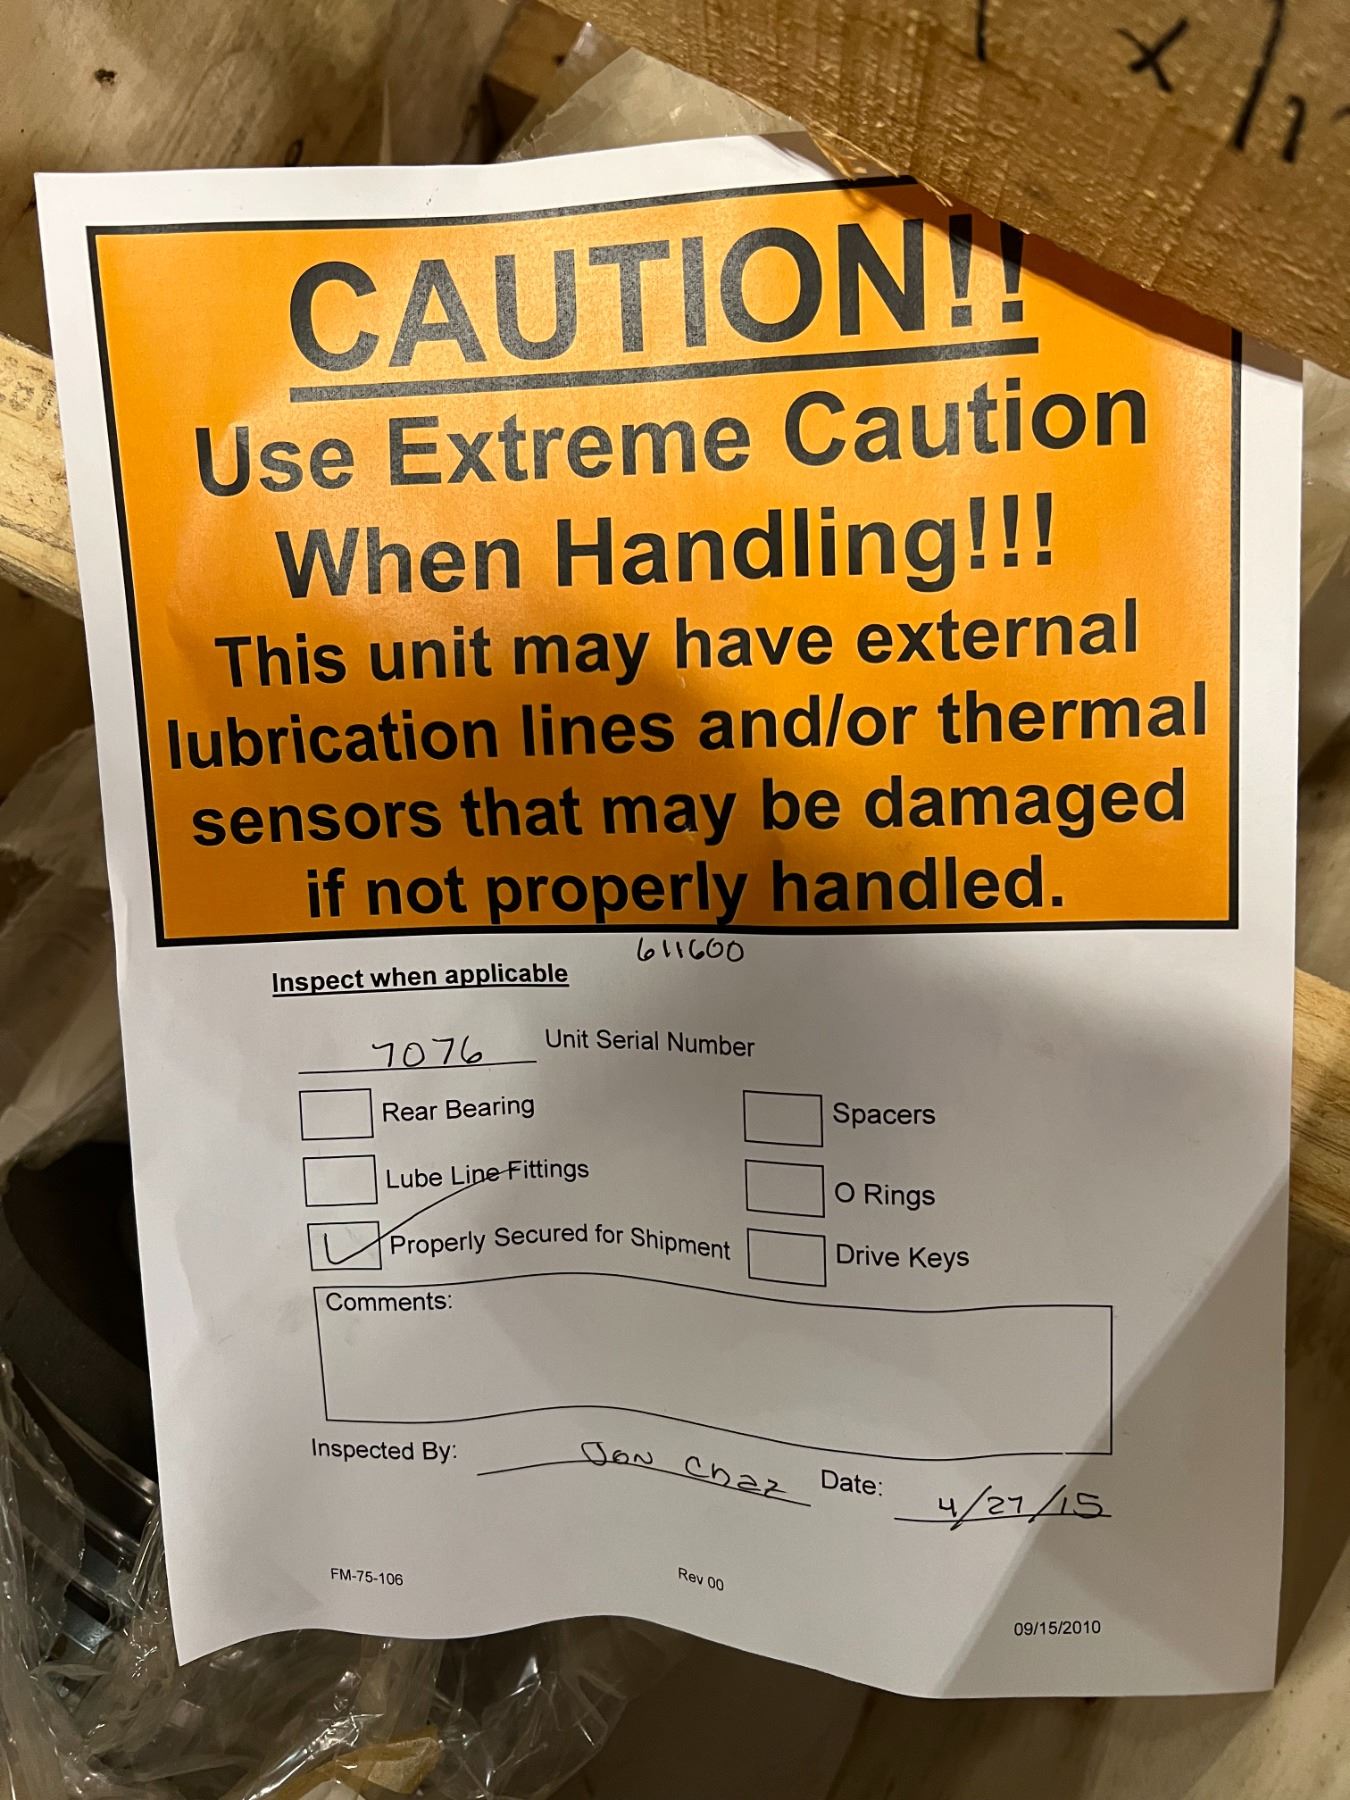 CAUTION!!
Use Extreme Caution
When Handling!!!
This unit may have external
lubrication lines and/or thermal
sensors that may be damaged
if not properly handled.
611600
Inspect when applicable
7076 Unit Serial Number
Rear Bearing
Spacers
Lube Line Fittings
O Rings
Properly Secured for Shipment
Drive Keys
Comments:
Inspected By: Jon Chaz Date: 4/27/15
FM-75-106 Rev 00 09/15/2010